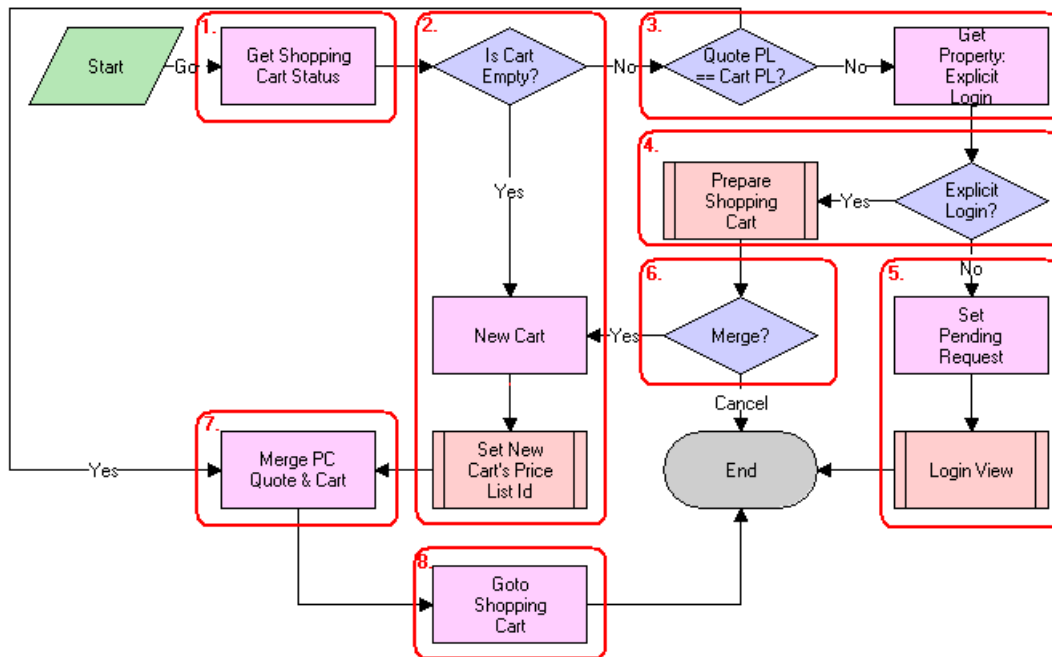 1.
2.
3.
Start
Go
Get Shopping
Cart Status
Is Cart
Empty?
No
Quote PL
== Cart PL?
No
Get
Property:
Explicit
Login
4.
Yes
Prepare
Shopping
Cart
Yes
Explicit
Login?
No
5.
6.
New Cart
Yes
Merge?
Set
Pending
Request
Cancel
7.
Yes
Merge PC
Quote & Cart
Set New
Cart's Price
List Id
End
Login View
8.
Goto
Shopping
Cart